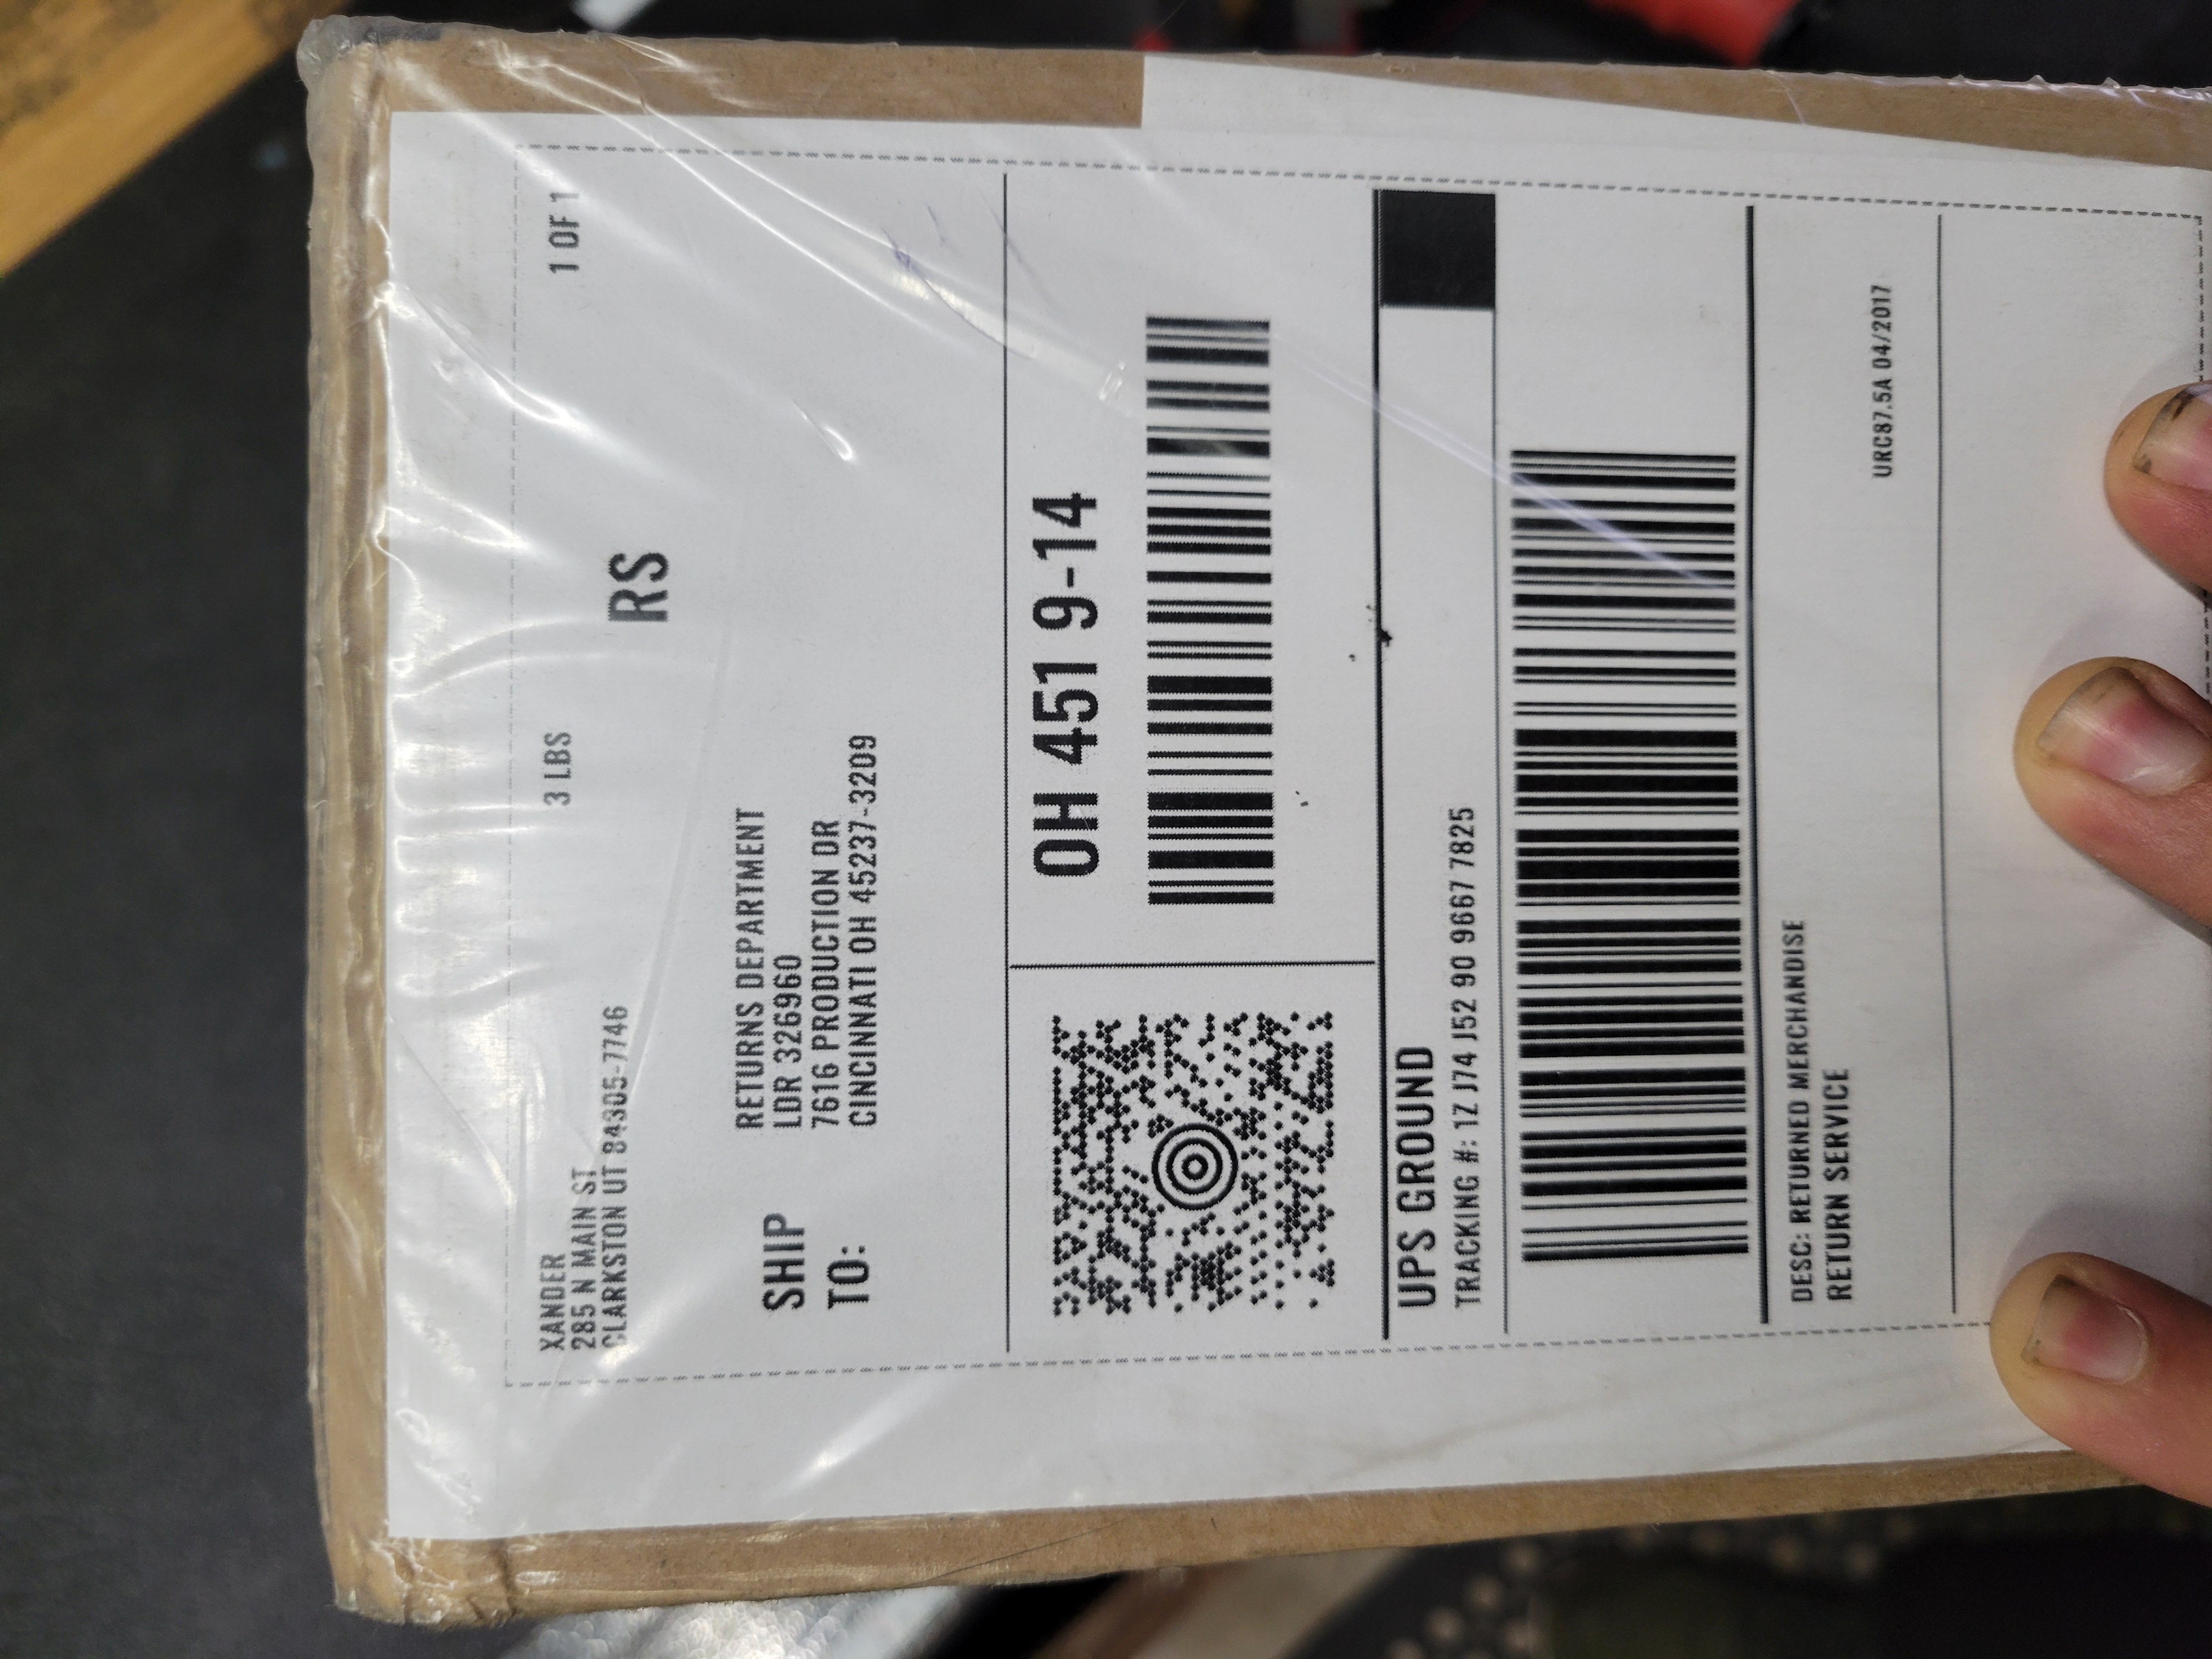 XANDER
285 N MAIN ST
CLARKSTON UT 84305-7746
3 LBS
1 OF 1
RS
SHIP
TO:
RETURNS DEPARTMENT
LDR 326960
7616 PRODUCTION DR
CINCINNATI OH 45237-3209
OH 451 9-14
UPS GROUND
TRACKING #: 1Z J74 J52 90 9667 7825
DESC: RETURNED MERCHANDISE
RETURN SERVICE
URC87.5A 04/2017